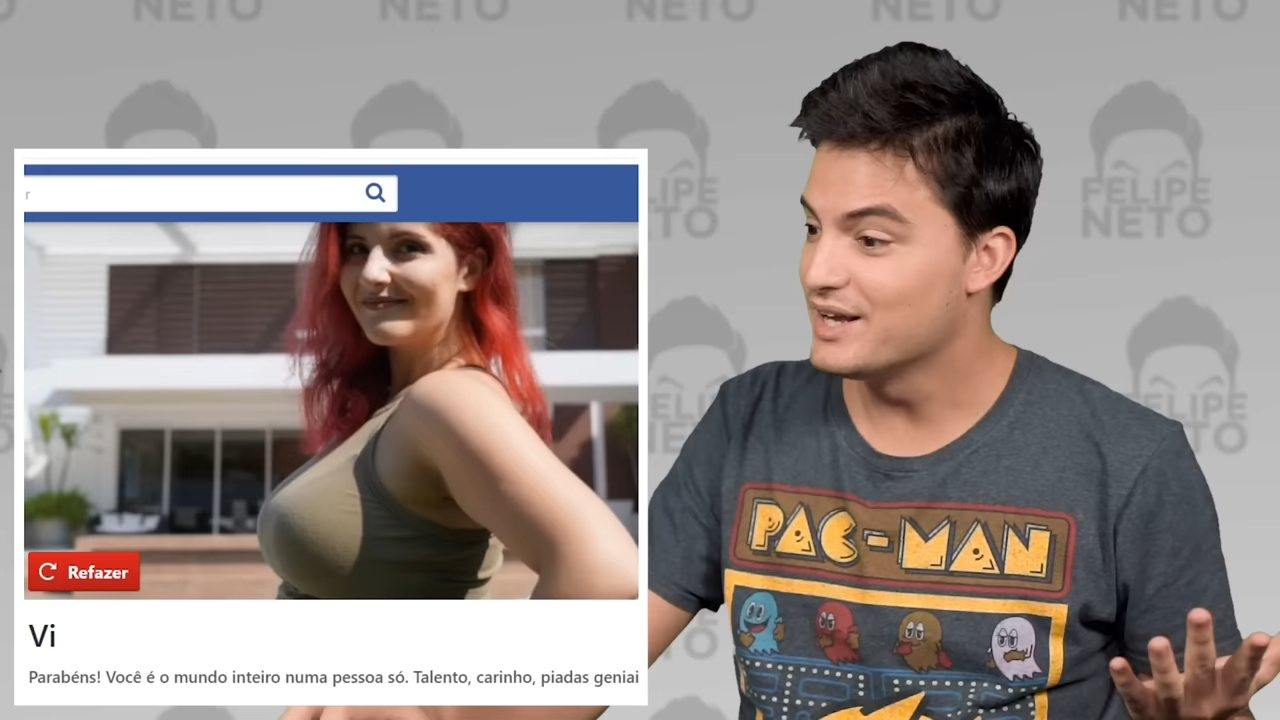 NETO
NETO
NETO
NETO
NETO
NETO
r
FELIPE
NETO
FELIPE
NETO
Refazer
Vi
Parabéns! Você é o mundo inteiro numa pessoa só. Talento, carinho, piadas geniai
PAC-MAN